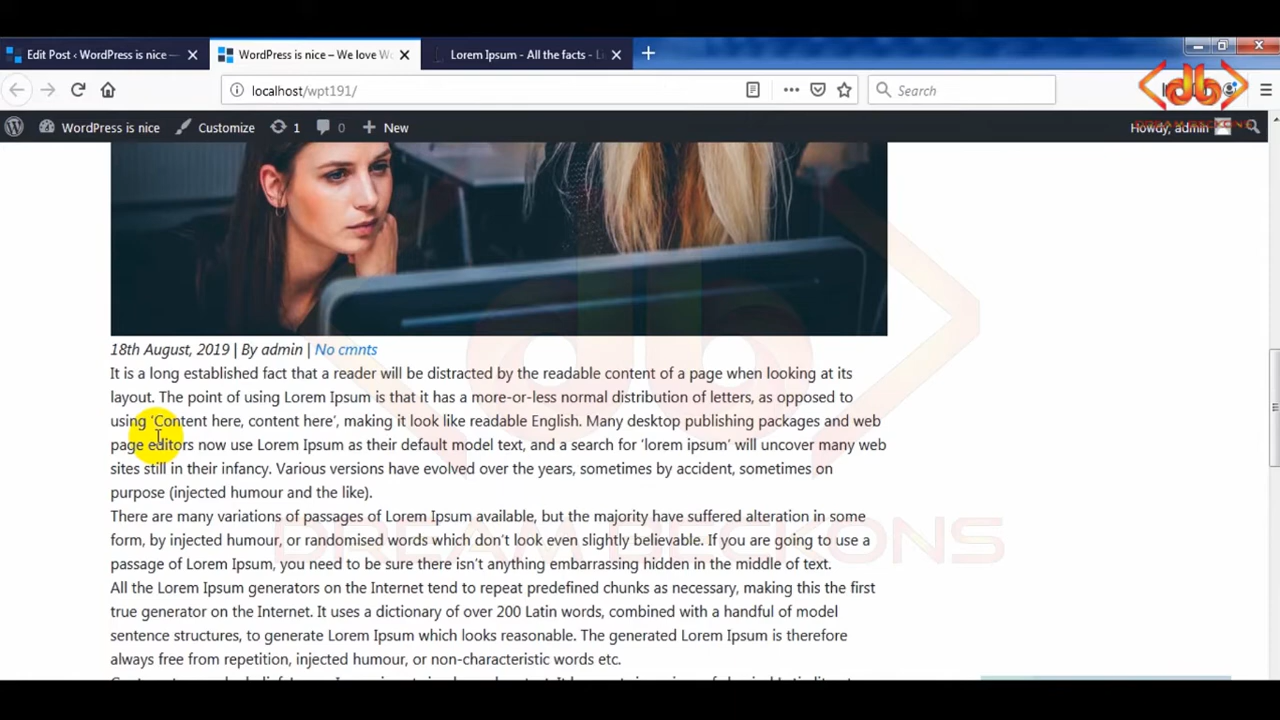 Edit Post ‹ WordPress is nice —
WordPress is nice – We love Wo
Lorem Ipsum - All the facts - L
localhost/wpt191/
Search
WordPress is nice
Customize
1
0
New
Howdy, admin
18th August, 2019 | By admin | No cmnts
It is a long established fact that a reader will be distracted by the readable content of a page when looking at its
layout. The point of using Lorem Ipsum is that it has a more-or-less normal distribution of letters, as opposed to
using ‘Content here, content here’, making it look like readable English. Many desktop publishing packages and web
page editors now use Lorem Ipsum as their default model text, and a search for ‘lorem ipsum’ will uncover many web
sites still in their infancy. Various versions have evolved over the years, sometimes by accident, sometimes on
purpose (injected humour and the like).
There are many variations of passages of Lorem Ipsum available, but the majority have suffered alteration in some
form, by injected humour, or randomised words which don’t look even slightly believable. If you are going to use a
passage of Lorem Ipsum, you need to be sure there isn’t anything embarrassing hidden in the middle of text.
All the Lorem Ipsum generators on the Internet tend to repeat predefined chunks as necessary, making this the first
true generator on the Internet. It uses a dictionary of over 200 Latin words, combined with a handful of model
sentence structures, to generate Lorem Ipsum which looks reasonable. The generated Lorem Ipsum is therefore
always free from repetition, injected humour, or non-characteristic words etc.
db
DREAM BECKONS
DREAM BECKONS